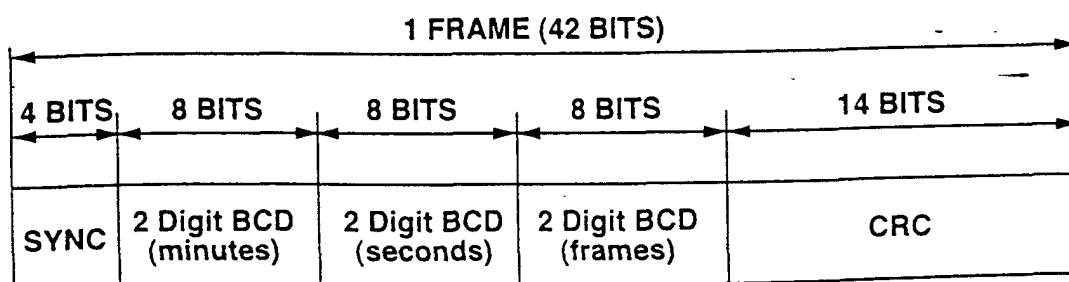 1 FRAME (42 BITS)
4 BITS 8 BITS 8 BITS 8 BITS 14 BITS
SYNC 2 Digit BCD 2 Digit BCD 2 Digit BCD CRC
(minutes) (seconds) (frames)